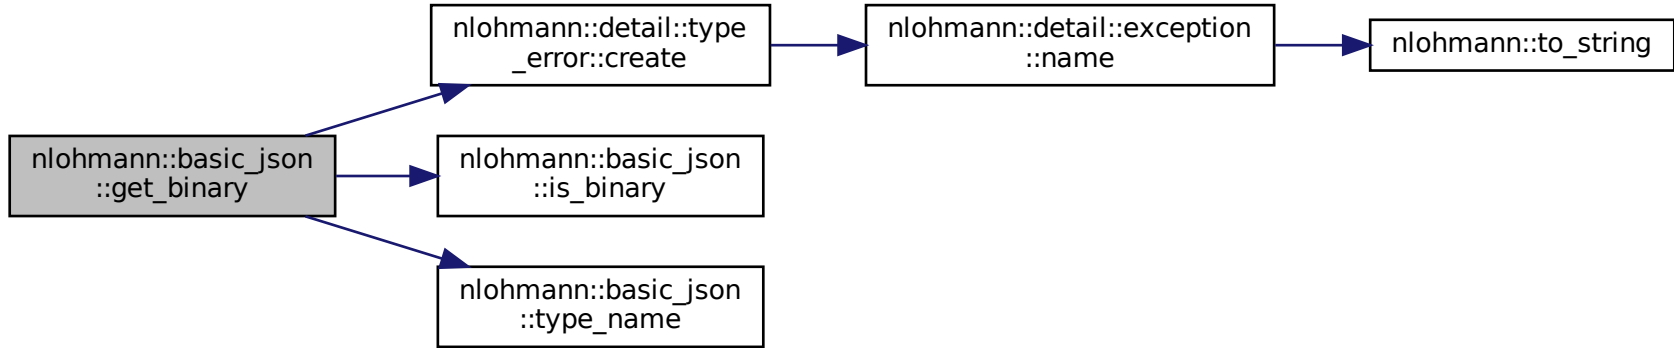 nlohmann::detail::type
_error::create
nlohmann::detail::exception
::name
nlohmann::to_string
nlohmann::basic_json
::get_binary
nlohmann::basic_json
::is_binary
nlohmann::basic_json
::type_name